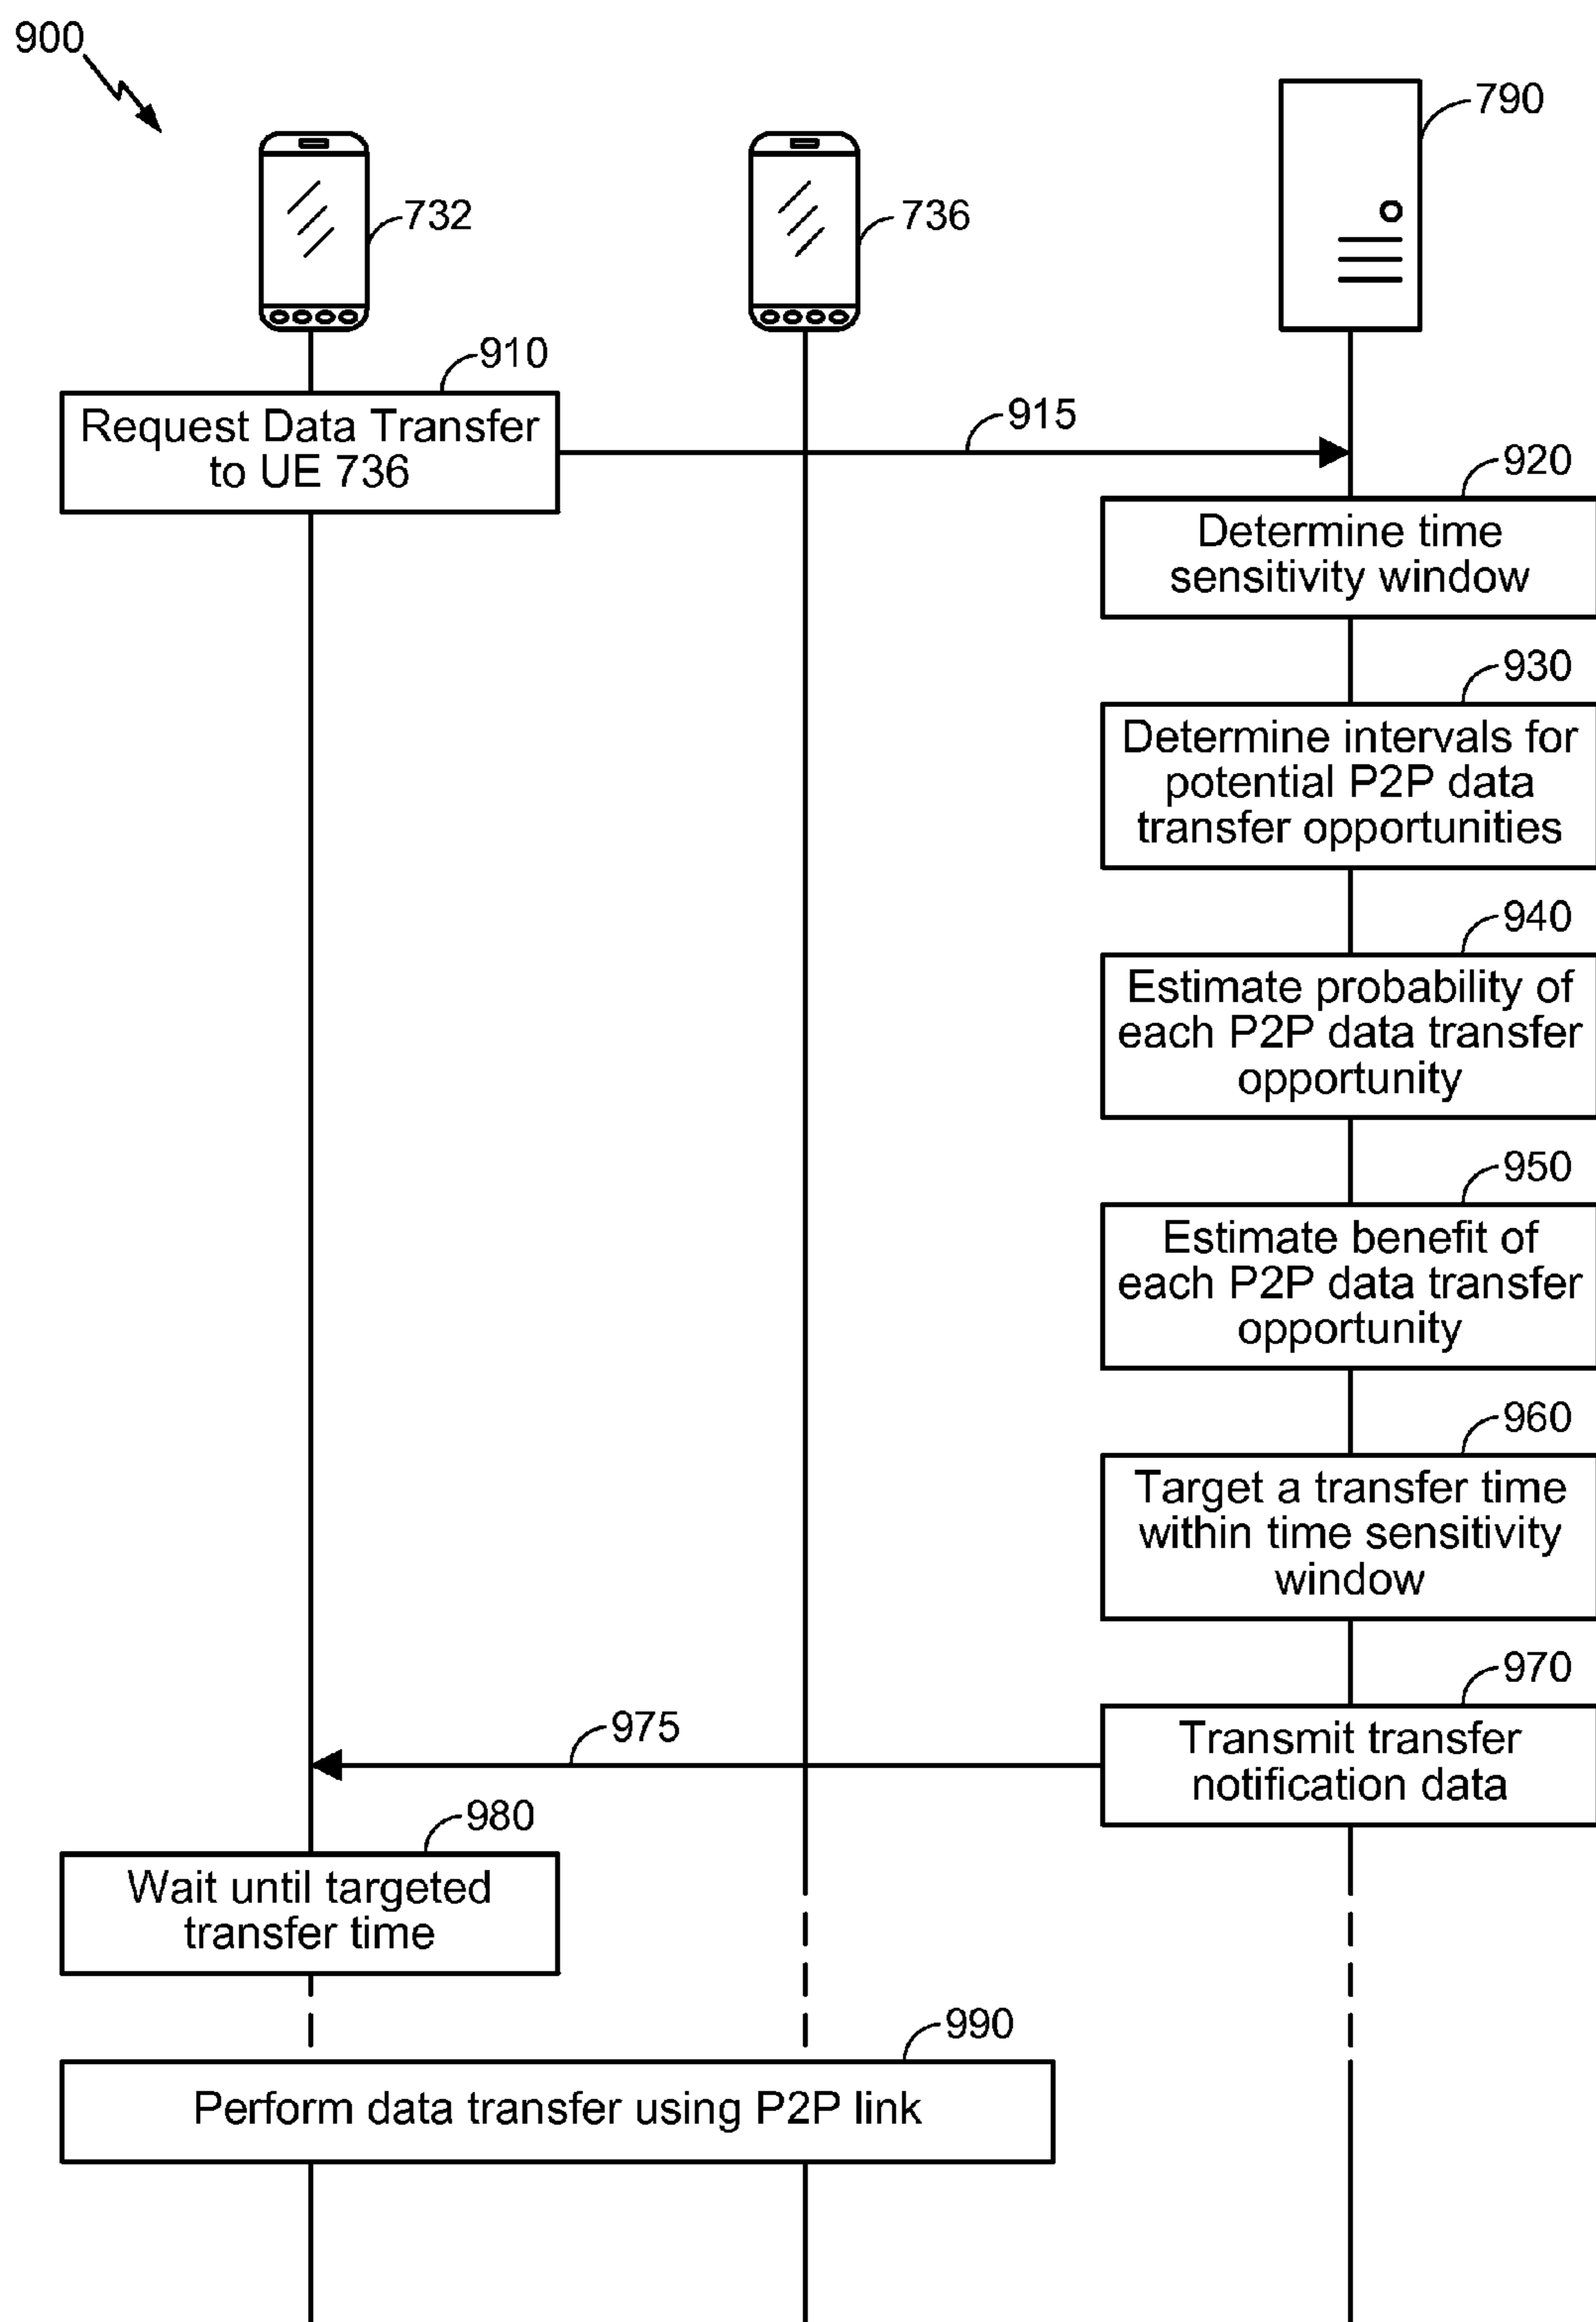 900
790
732
736
910
Request Data Transfer
to UE 736
915
920
Determine time
sensitivity window
930
Determine intervals for
potential P2P data
transfer opportunities
940
Estimate probability of
each P2P data transfer
opportunity
950
Estimate benefit of
each P2P data transfer
opportunity
960
Target a transfer time
within time sensitivity
window
970
Transmit transfer
notification data
975
980
Wait until targeted
transfer time
990
Perform data transfer using P2P link